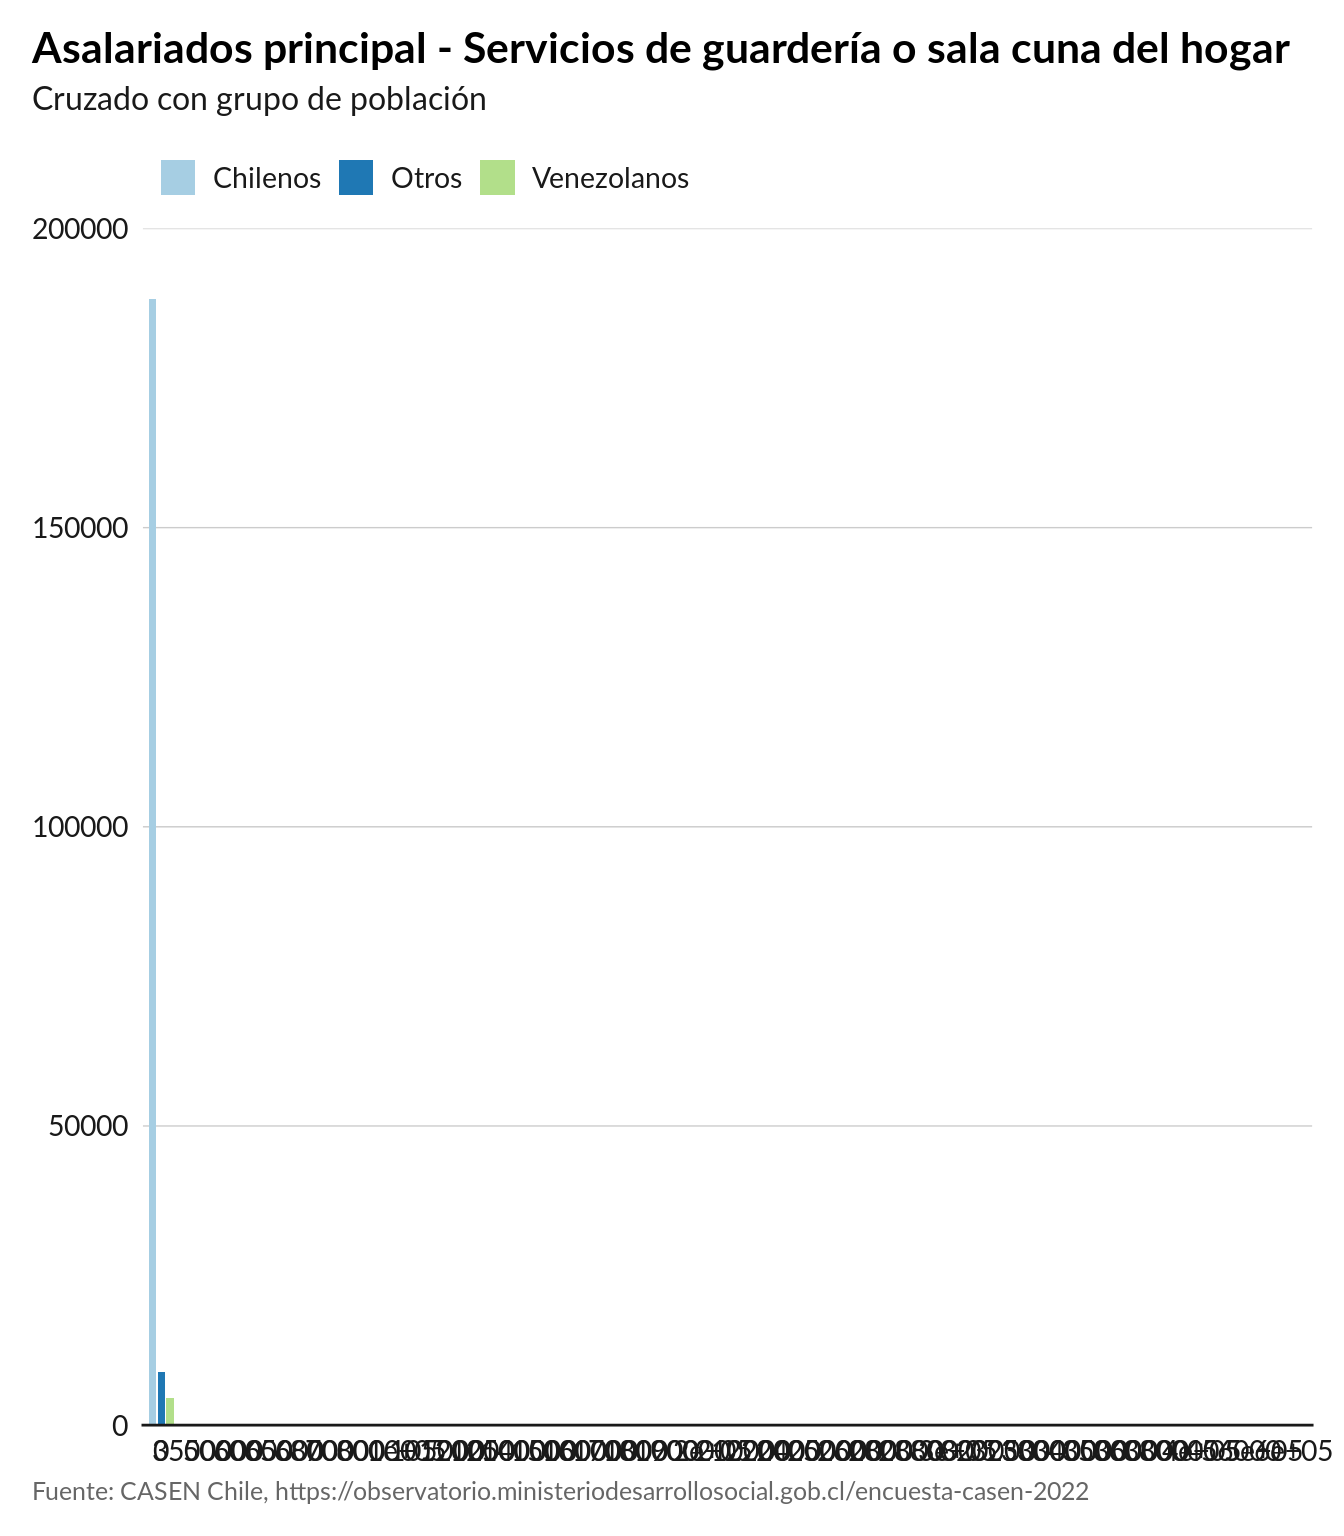 Asalariados principal - Servicios de guardería o sala cuna del hogar
Cruzado con grupo de población
Chilenos Otros Venezolanos
200000
150000
100000
50000
0
Fuente: CASEN Chile, https://observatorio.ministeriodesarrollosocial.gob.cl/encuesta-casen-2022